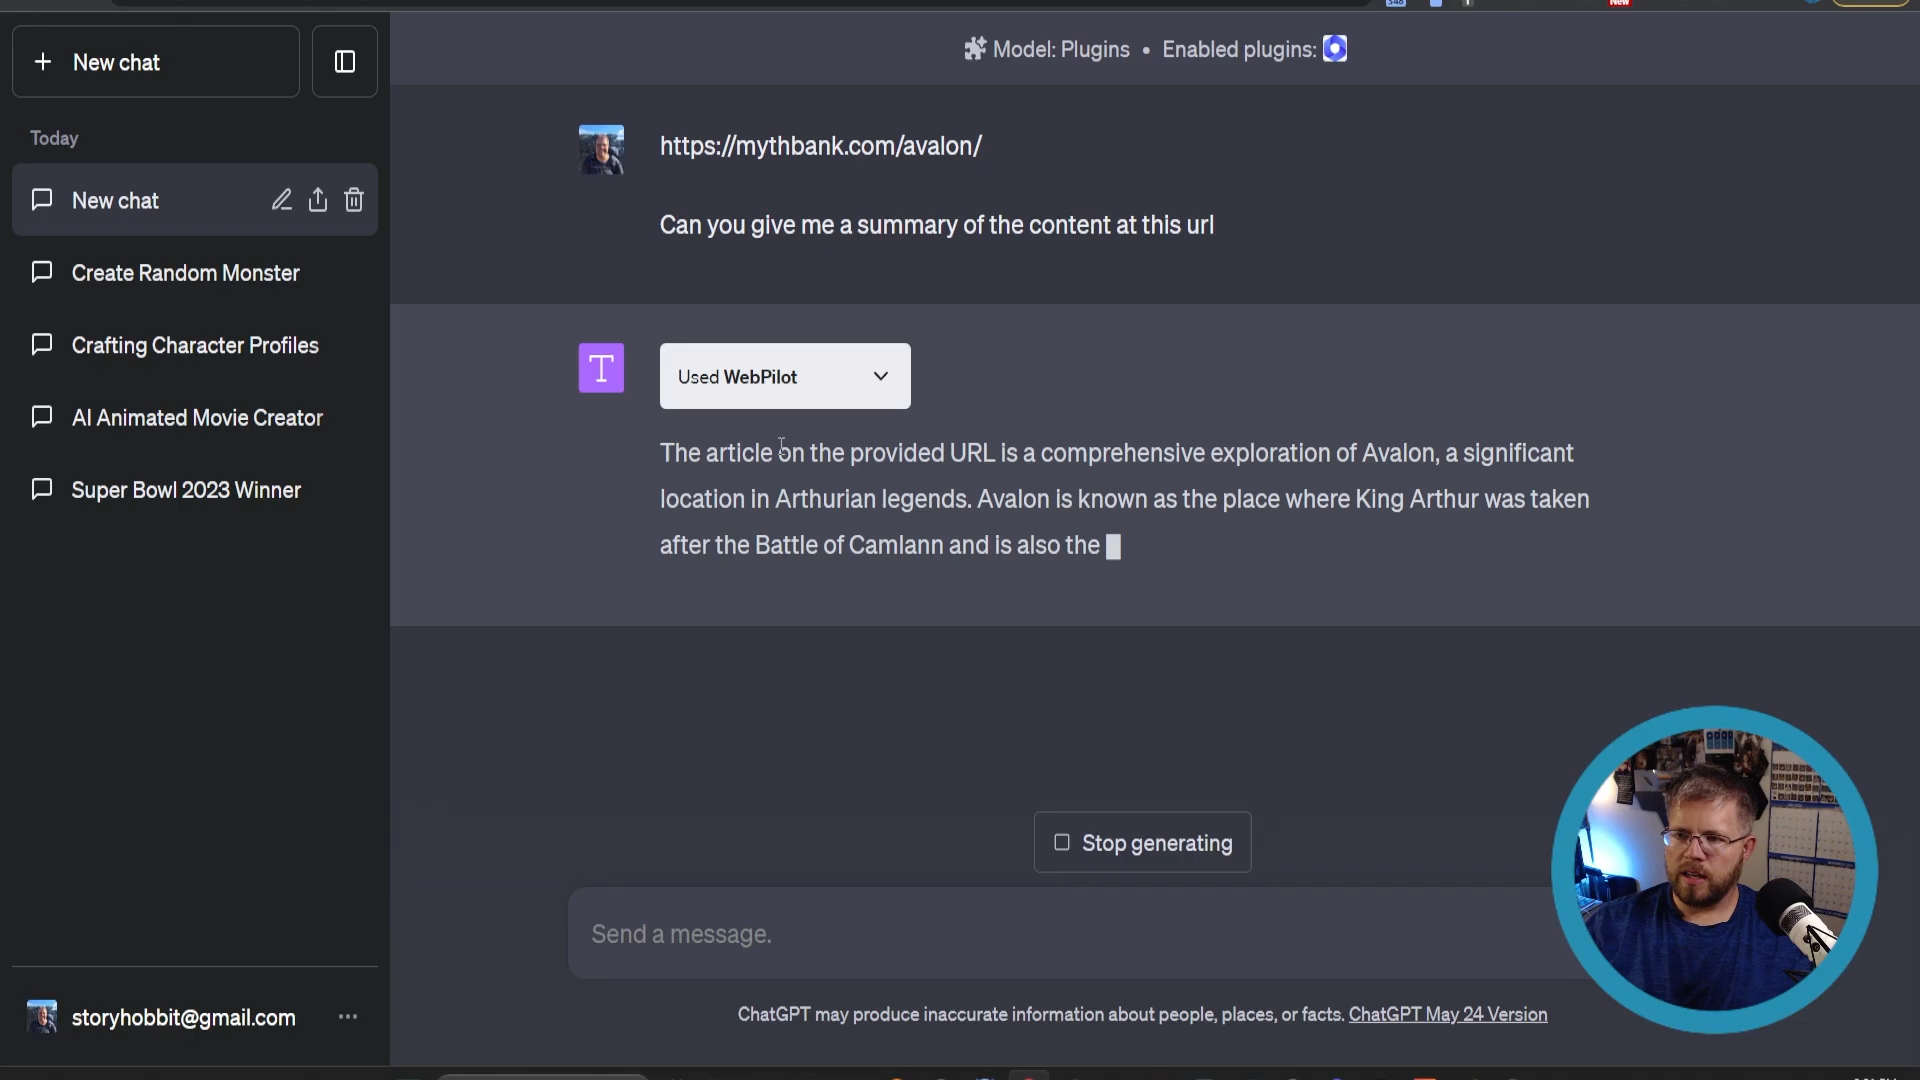 New chat
Model: Plugins • Enabled plugins:
New
Today
https://mythbank.com/avalon/
New chat
Can you give me a summary of the content at this url
Create Random Monster
Crafting Character Profiles
Used WebPilot
AI Animated Movie Creator
The article on the provided URL is a comprehensive exploration of Avalon, a significant
Super Bowl 2023 Winner
location in Arthurian legends. Avalon is known as the place where King Arthur was taken
after the Battle of Camlann and is also the
Stop generating
Send a message.
storyhobbit@gmail.com
ChatGPT may produce inaccurate information about people, places, or facts. ChatGPT May 24 Version